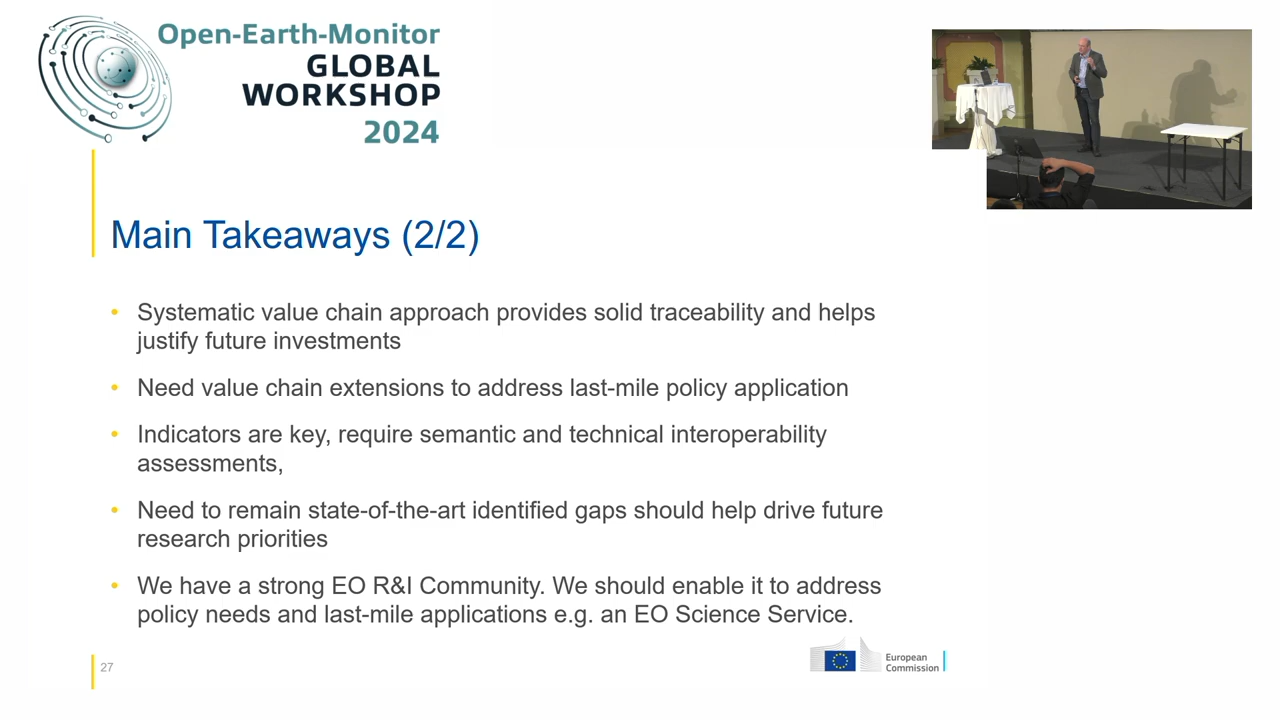 Open-Earth-Monitor
GLOBAL
WORKSHOP
2024
Main Takeaways (2/2)
• Systematic value chain approach provides solid traceability and helps
justify future investments
• Need value chain extensions to address last-mile policy application
• Indicators are key, require semantic and technical interoperability
assessments,
• Need to remain state-of-the-art identified gaps should help drive future
research priorities
• We have a strong EO R&I Community. We should enable it to address
policy needs and last-mile applications e.g. an EO Science Service.
27
European
Commission